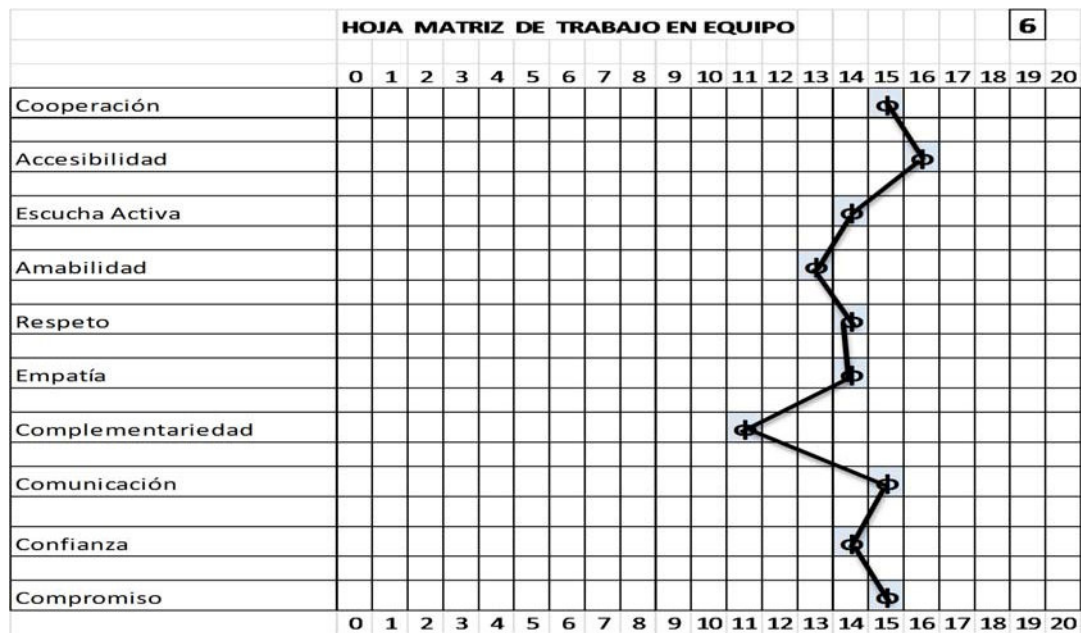 HOJA MATRIZ DE TRABAJO EN EQUIPO 6
0 1 2 3 4 5 6 7 8 9 10 11 12 13 14 15 16 17 18 19 20
Cooperación ф
Accesibilidad ф
Escucha Activa ф
Amabilidad ф
Respeto ф
Empatía ф
Complementariedad ф
Comunicación ф
Confianza ф
Compromiso ф
0 1 2 3 4 5 6 7 8 9 10 11 12 13 14 15 16 17 18 19 20